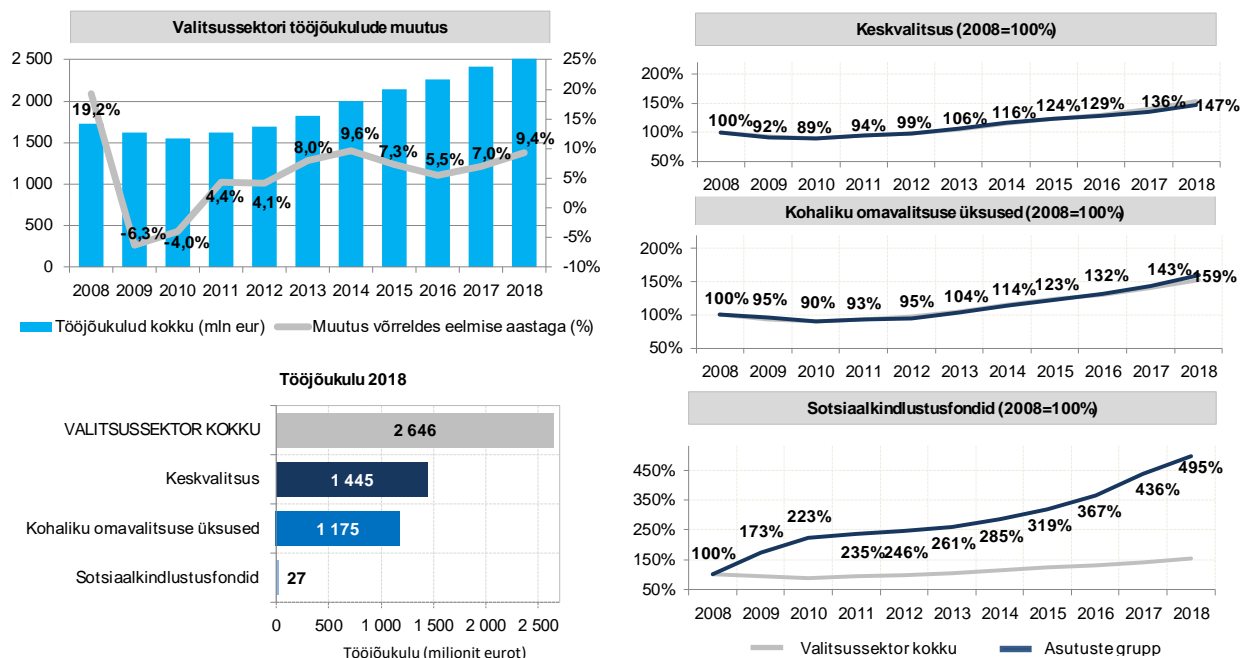 Valitsussektori tööjõukulude muutus
2 500
2 000
1 500
1 000
500
0
25%
20%
15%
10%
5%
0%
-5%
-10%
19,2%
-6,3%
-4,0%
4,4%
4,1%
8,0%
9,6%
7,3%
5,5%
7,0%
9,4%
2008 2009 2010 2011 2012 2013 2014 2015 2016 2017 2018
Tööjõukulud kokku (mln eur) Muutus võrreldes eelmise aastaga (%)
Tööjõukulu 2018
VALITSUSSEKTOR KOKKU 2 646
Keskvalitsus 1 445
Kohaliku omavalitsuse üksused 1 175
Sotsiaalkindlustusfondid 27
0 500 1 000 1 500 2 000 2 500
Tööjõukulu (miljonit eurot)
Keskvalitsus (2008=100%)
200%
150%
100%
50%
100% 92% 89% 94% 99% 106% 116% 124% 129% 136% 147%
2008 2009 2010 2011 2012 2013 2014 2015 2016 2017 2018
Kohaliku omavalitsuse üksused (2008=100%)
200%
150%
100%
50%
100% 95% 90% 93% 95% 104% 114% 123% 132% 143% 159%
2008 2009 2010 2011 2012 2013 2014 2015 2016 2017 2018
Sotsiaalkindlustusfondid (2008=100%)
450%
350%
250%
150%
50%
100% 173% 223% 235% 246% 261% 285% 319% 367% 436% 495%
2008 2009 2010 2011 2012 2013 2014 2015 2016 2017 2018
Valitsussektor kokku Asutuste grupp